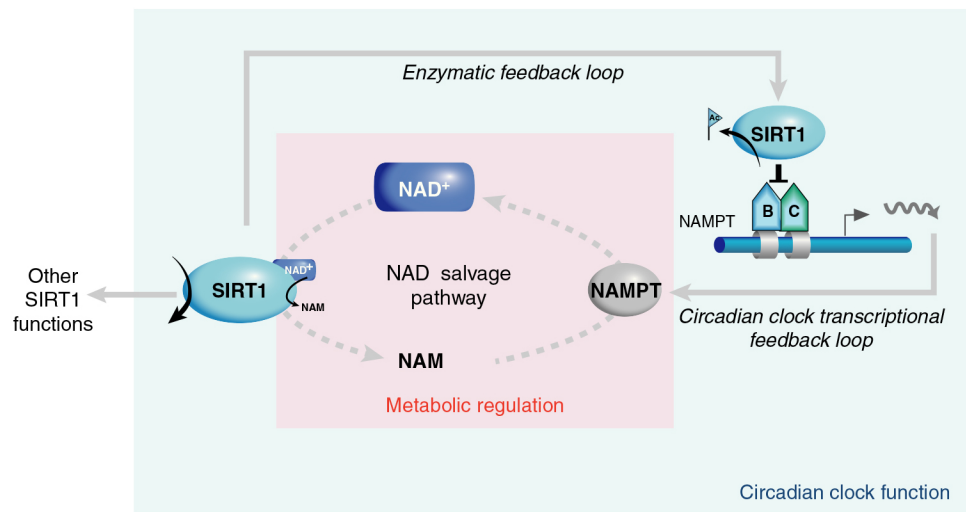 Enzymatic feedback loop
Ac
SIRT1
NAD+
B C
NAMPT
Other
SIRT1
functions
SIRT1
NAD+
NAM
NAD salvage
pathway
NAMPT
Circadian clock transcriptional
feedback loop
NAM
Metabolic regulation
Circadian clock function